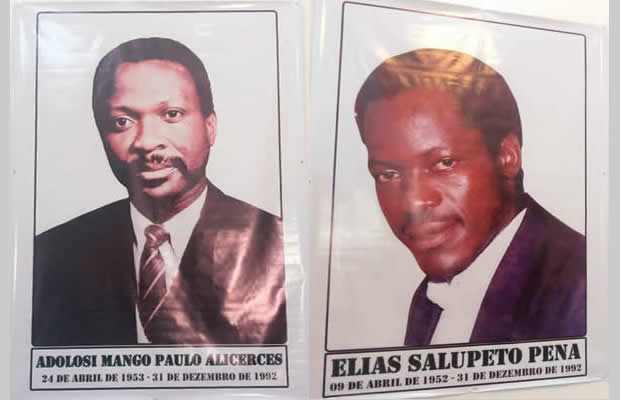 ADOLOSI MANGO PAULO ALICERCES
24 DE ABRIL DE 1953 - 31 DE DEZEMBRO DE 1992
ELIAS SALUPETO PENA
09 DE ABRIL DE 1952 - 31 DE DEZEMBRO DE 1992